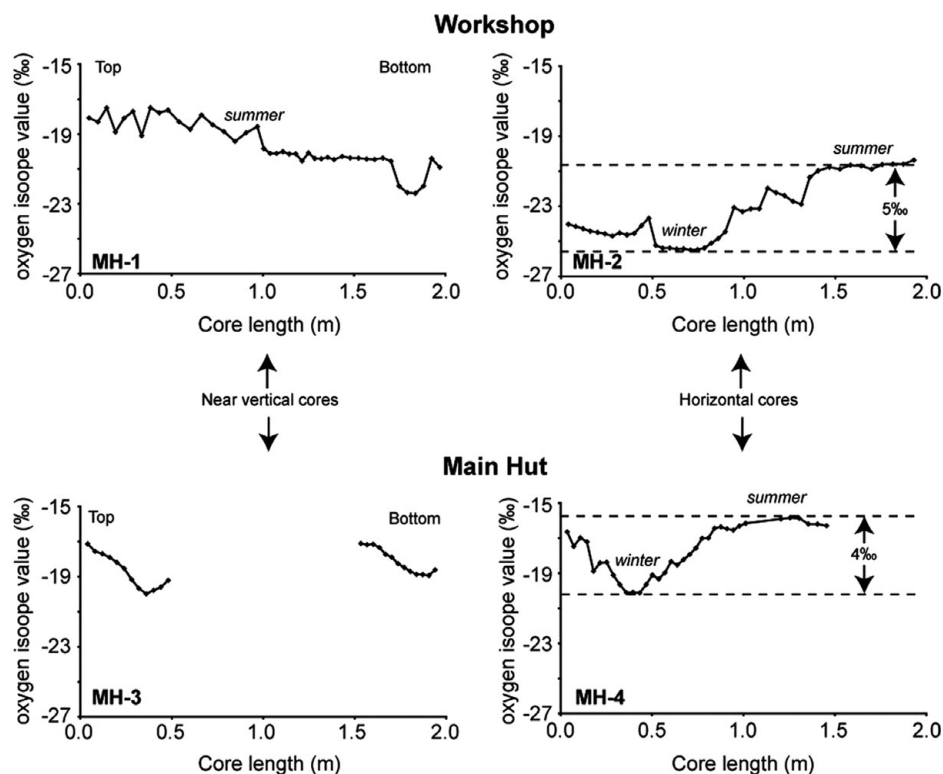 Workshop
oxygen isoope value (‰)
-15
-19
-23
-27
Top
Bottom
summer
MH-1
0.0 0.5 1.0 1.5 2.0
Core length (m)
oxygen isoope value (‰)
-15
-19
-23
-27
summer
winter
5‰
MH-2
0.0 0.5 1.0 1.5 2.0
Core length (m)
Near vertical cores
Horizontal cores
Main Hut
oxygen isoope value (‰)
-15
-19
-23
-27
Top
Bottom
MH-3
0.0 0.5 1.0 1.5 2.0
Core length (m)
oxygen isoope value (‰)
-15
-19
-23
-27
summer
winter
4‰
MH-4
0.0 0.5 1.0 1.5 2.0
Core length (m)